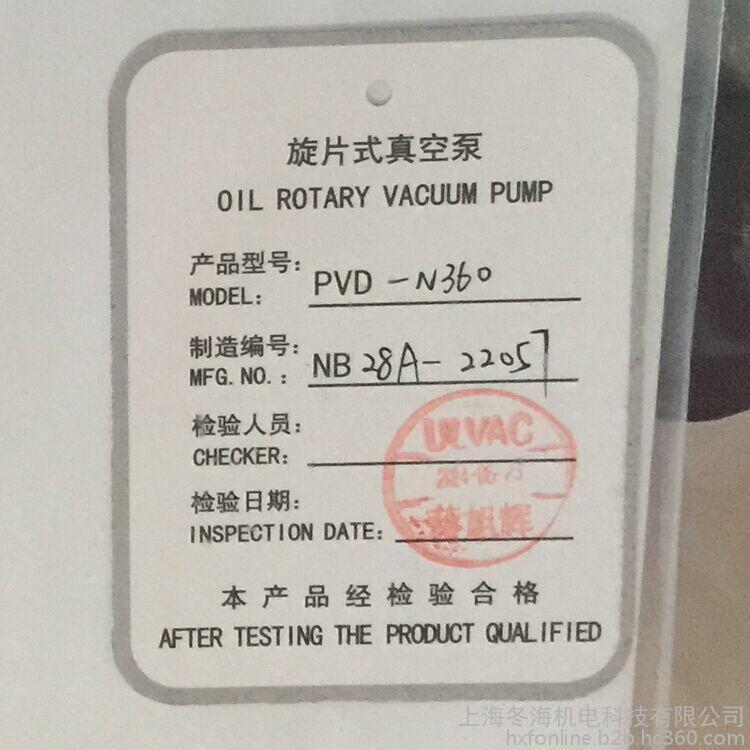 旋片式真空泵
OIL ROTARY VACUUM PUMP
产品型号:
MODEL: PVD-N360
制造编号:
MFG.NO.: NB28A-22057
检验人员:
CHECKER:
ULVAC
检验日期:
INSPECTION DATE:
本产品经检验合格
AFTER TESTING THE PRODUCT QUALIFIED
上海冬海机电科技有限公司
hxfonline.b2b.hc360.com